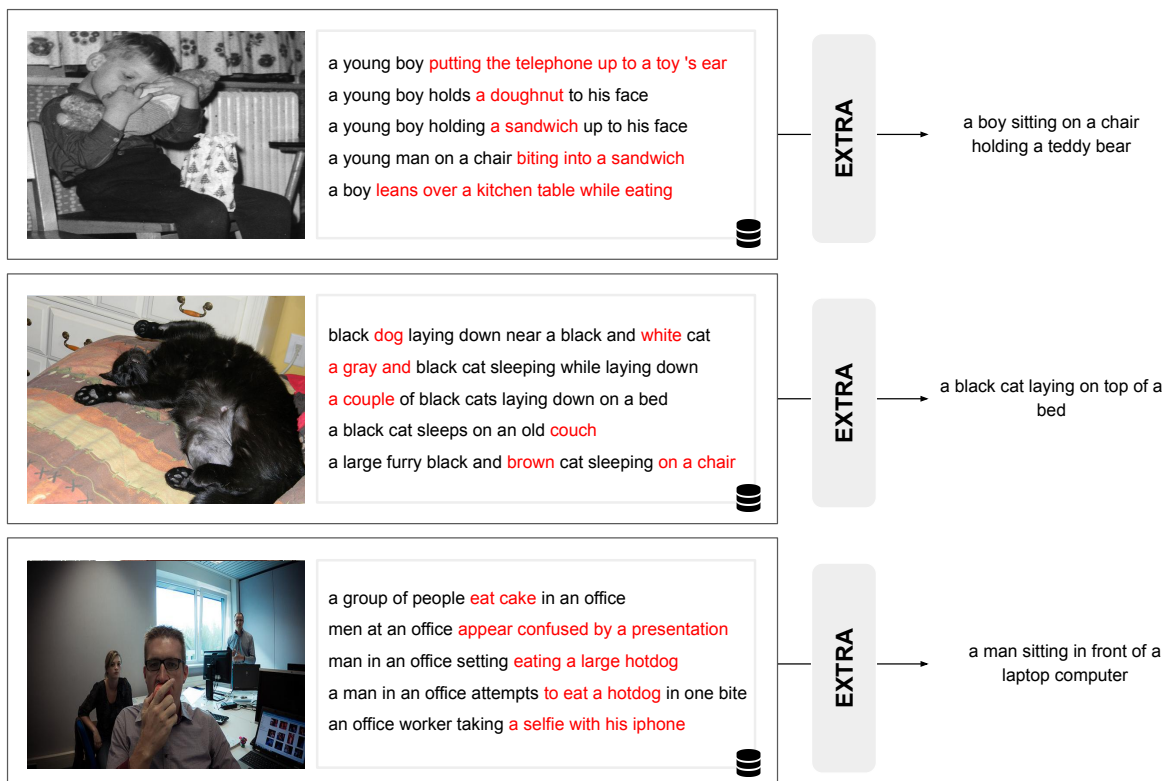 a young boy putting the telephone up to a toy 's ear
a young boy holds a doughnut to his face
a young boy holding a sandwich up to his face
a young man on a chair biting into a sandwich
a boy leans over a kitchen table while eating
EXTRA
a boy sitting on a chair
holding a teddy bear
black dog laying down near a black and white cat
a gray and black cat sleeping while laying down
a couple of black cats laying down on a bed
a black cat sleeps on an old couch
a large furry black and brown cat sleeping on a chair
EXTRA
a black cat laying on top of a
bed
a group of people eat cake in an office
men at an office appear confused by a presentation
man in an office setting eating a large hotdog
a man in an office attempts to eat a hotdog in one bite
an office worker taking a selfie with his iphone
EXTRA
a man sitting in front of a
laptop computer